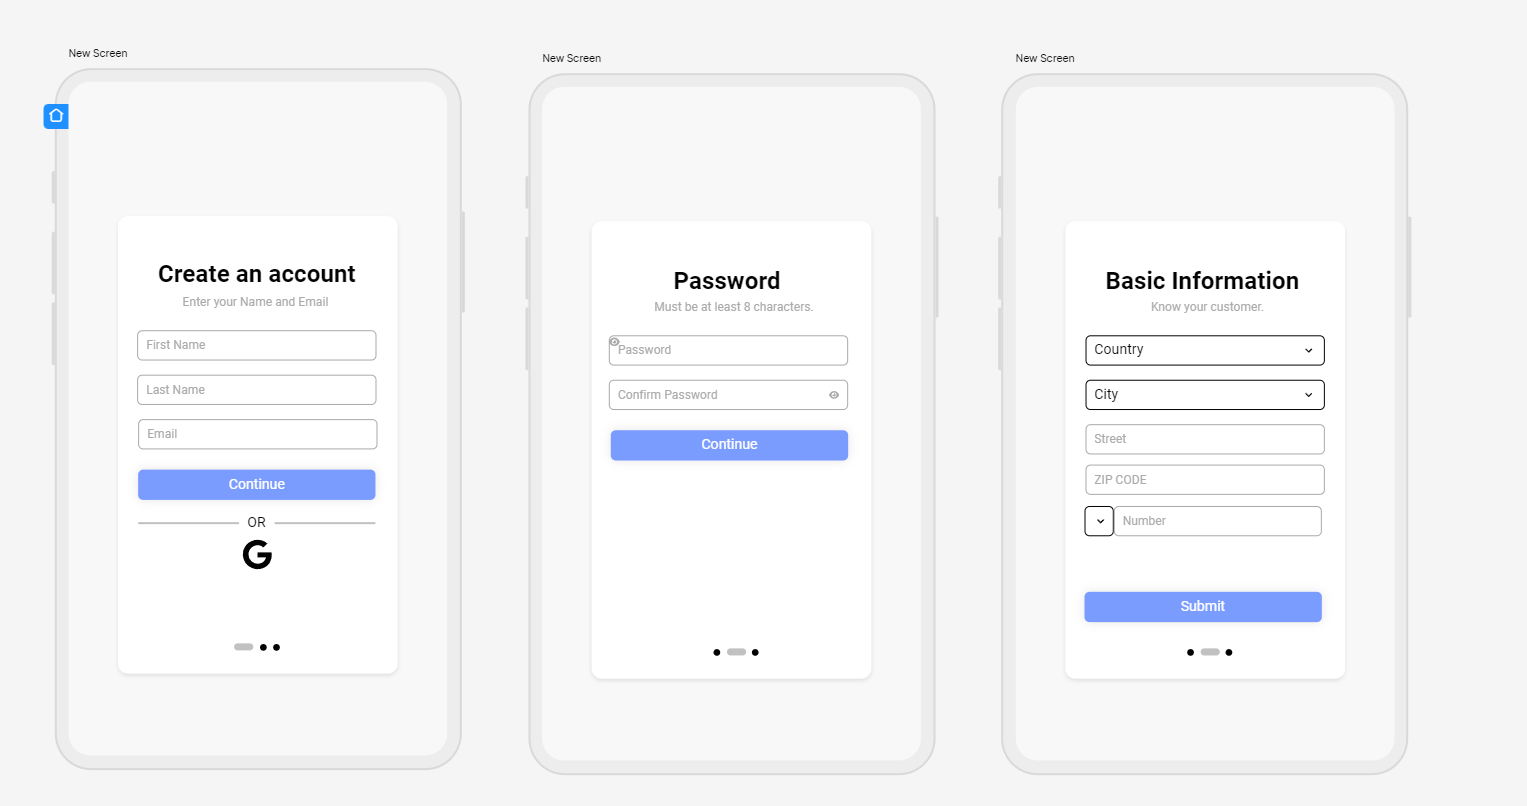 New Screen
Create an account
Enter your Name and Email
First Name
Last Name
Email
Continue
OR
G
New Screen
Password
Must be at least 8 characters.
Password
Confirm Password
Continue
New Screen
Basic Information
Know your customer.
Country
City
Street
ZIP CODE
Number
Submit